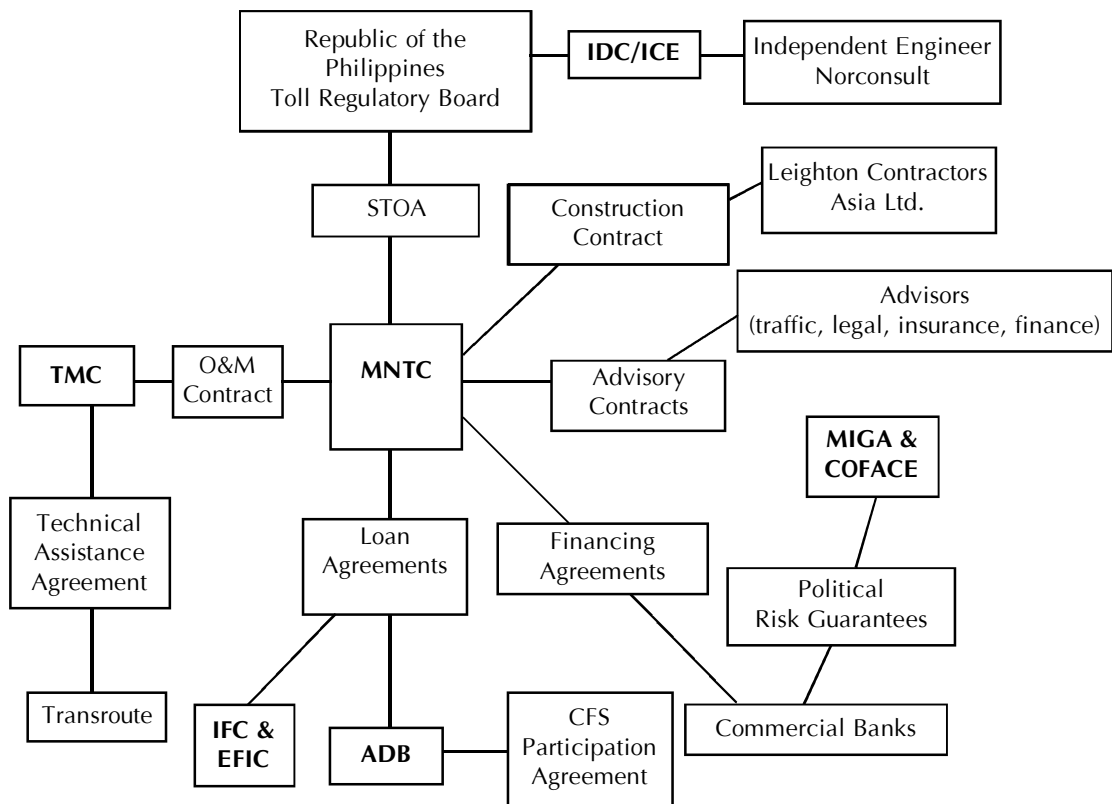 Republic of the
Philippines
Toll Regulatory Board
IDC/ICE
Independent Engineer
Norconsult
Leighton Contractors
Asia Ltd.
STOA
Construction
Contract
Advisors
(traffic, legal, insurance, finance)
TMC
O&M
Contract
MNTC
Advisory
Contracts
MIGA &
COFACE
Technical
Assistance
Agreement
Loan
Agreements
Financing
Agreements
Political
Risk Guarantees
Transroute
IFC &
EFIC
ADB
CFS
Participation
Agreement
Commercial Banks